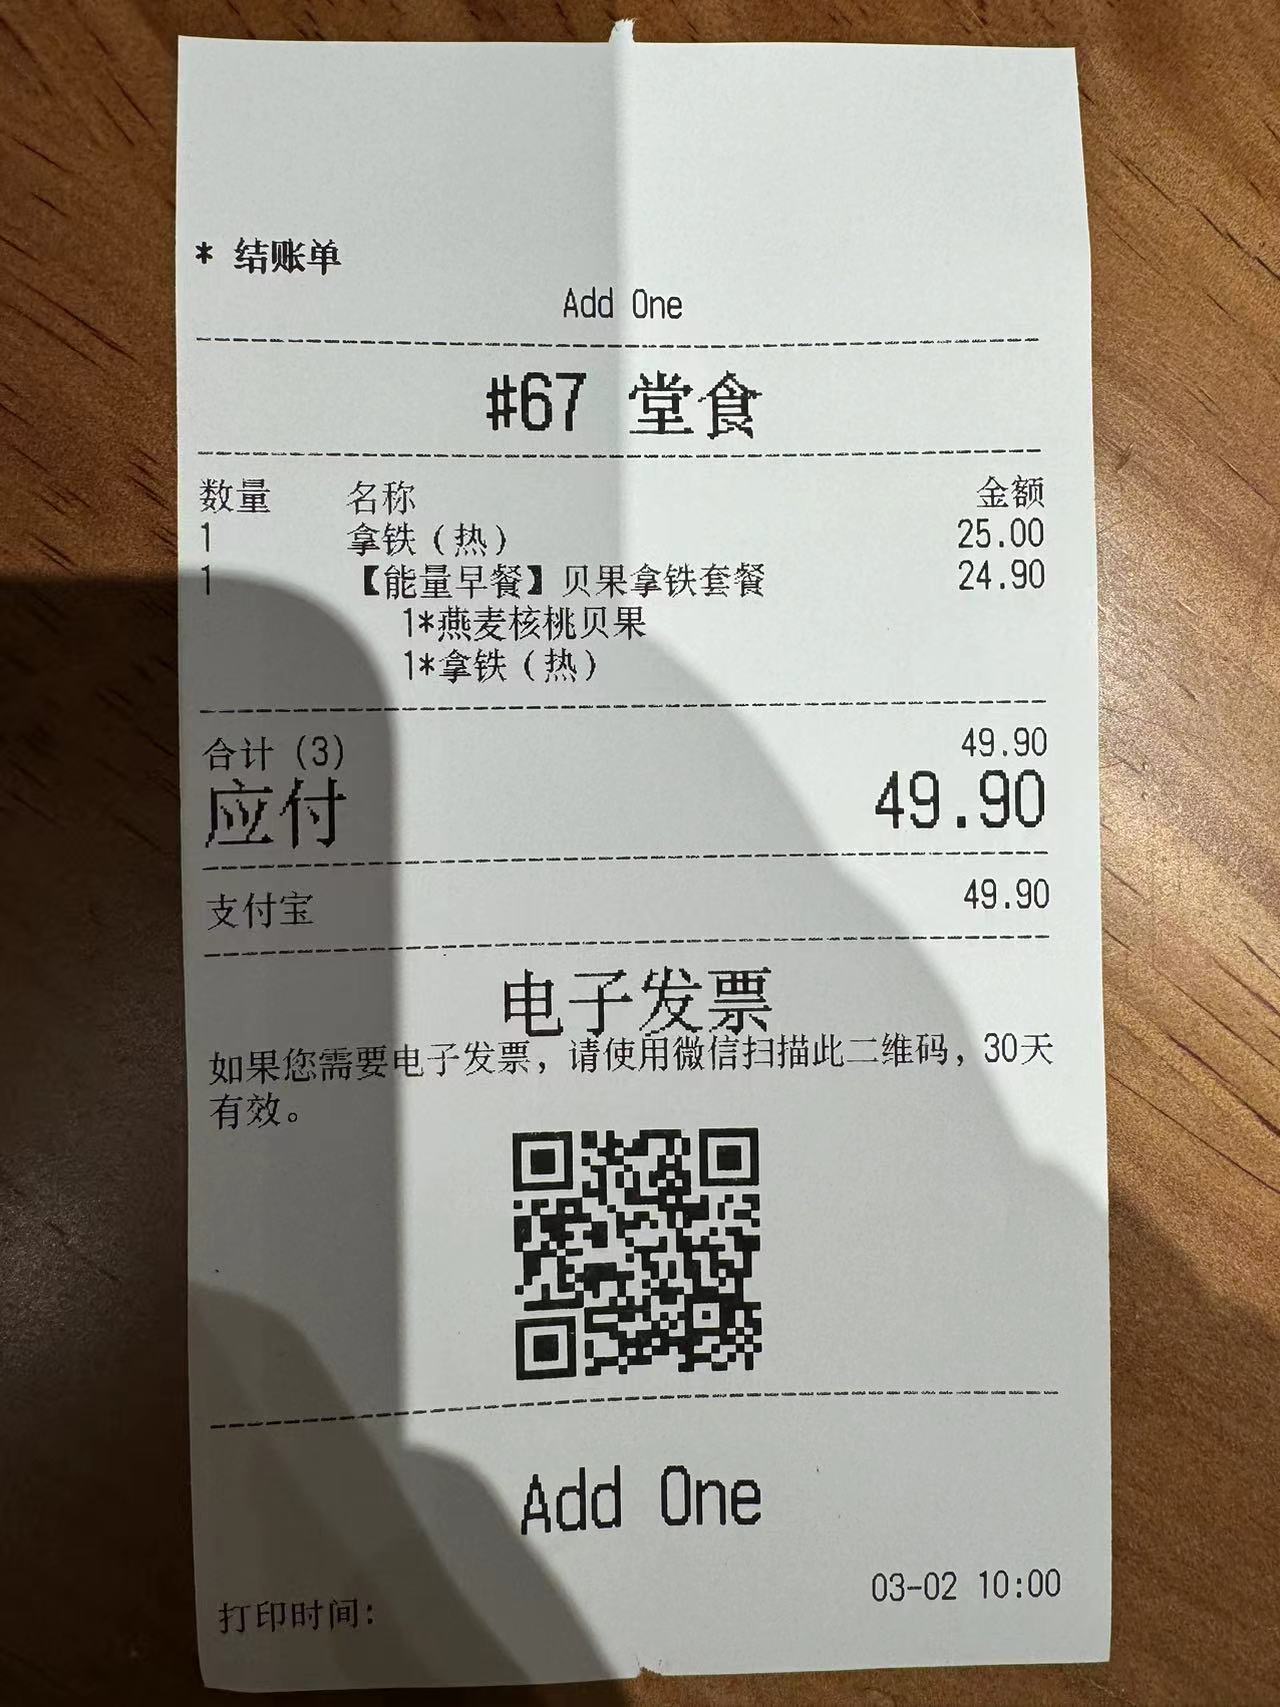 * 结账单
Add One
#67 堂食
数量 名称 金额
1 拿铁（热） 25.00
1 【能量早餐】贝果拿铁套餐 24.90
1*燕麦核桃贝果
1*拿铁（热）
合计（3） 49.90
应付 49.90
支付宝 49.90
电子发票
如果您需要电子发票，请使用微信扫描此二维码，30天
有效。
Add One
打印时间： 03-02 10:00